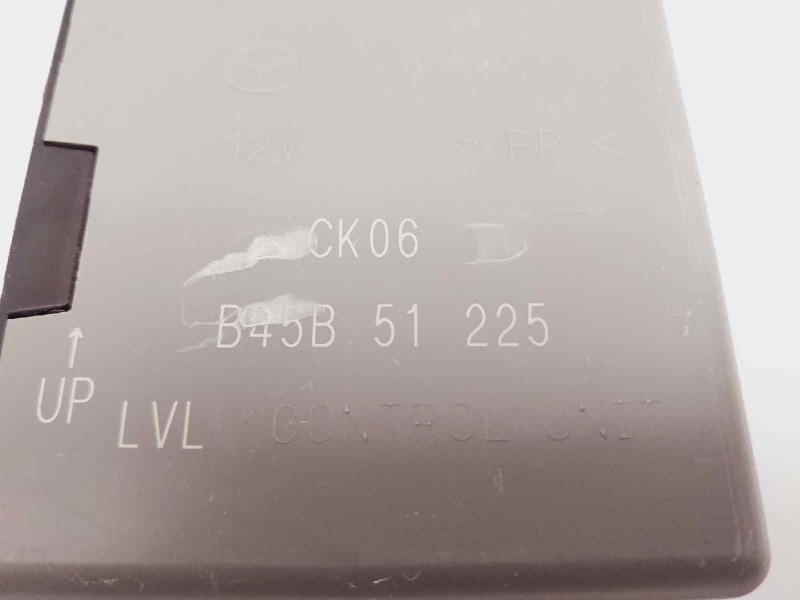 12V > PP <
CK06
B45B 51 225
↑
UP
LVL CONTROL UNIT